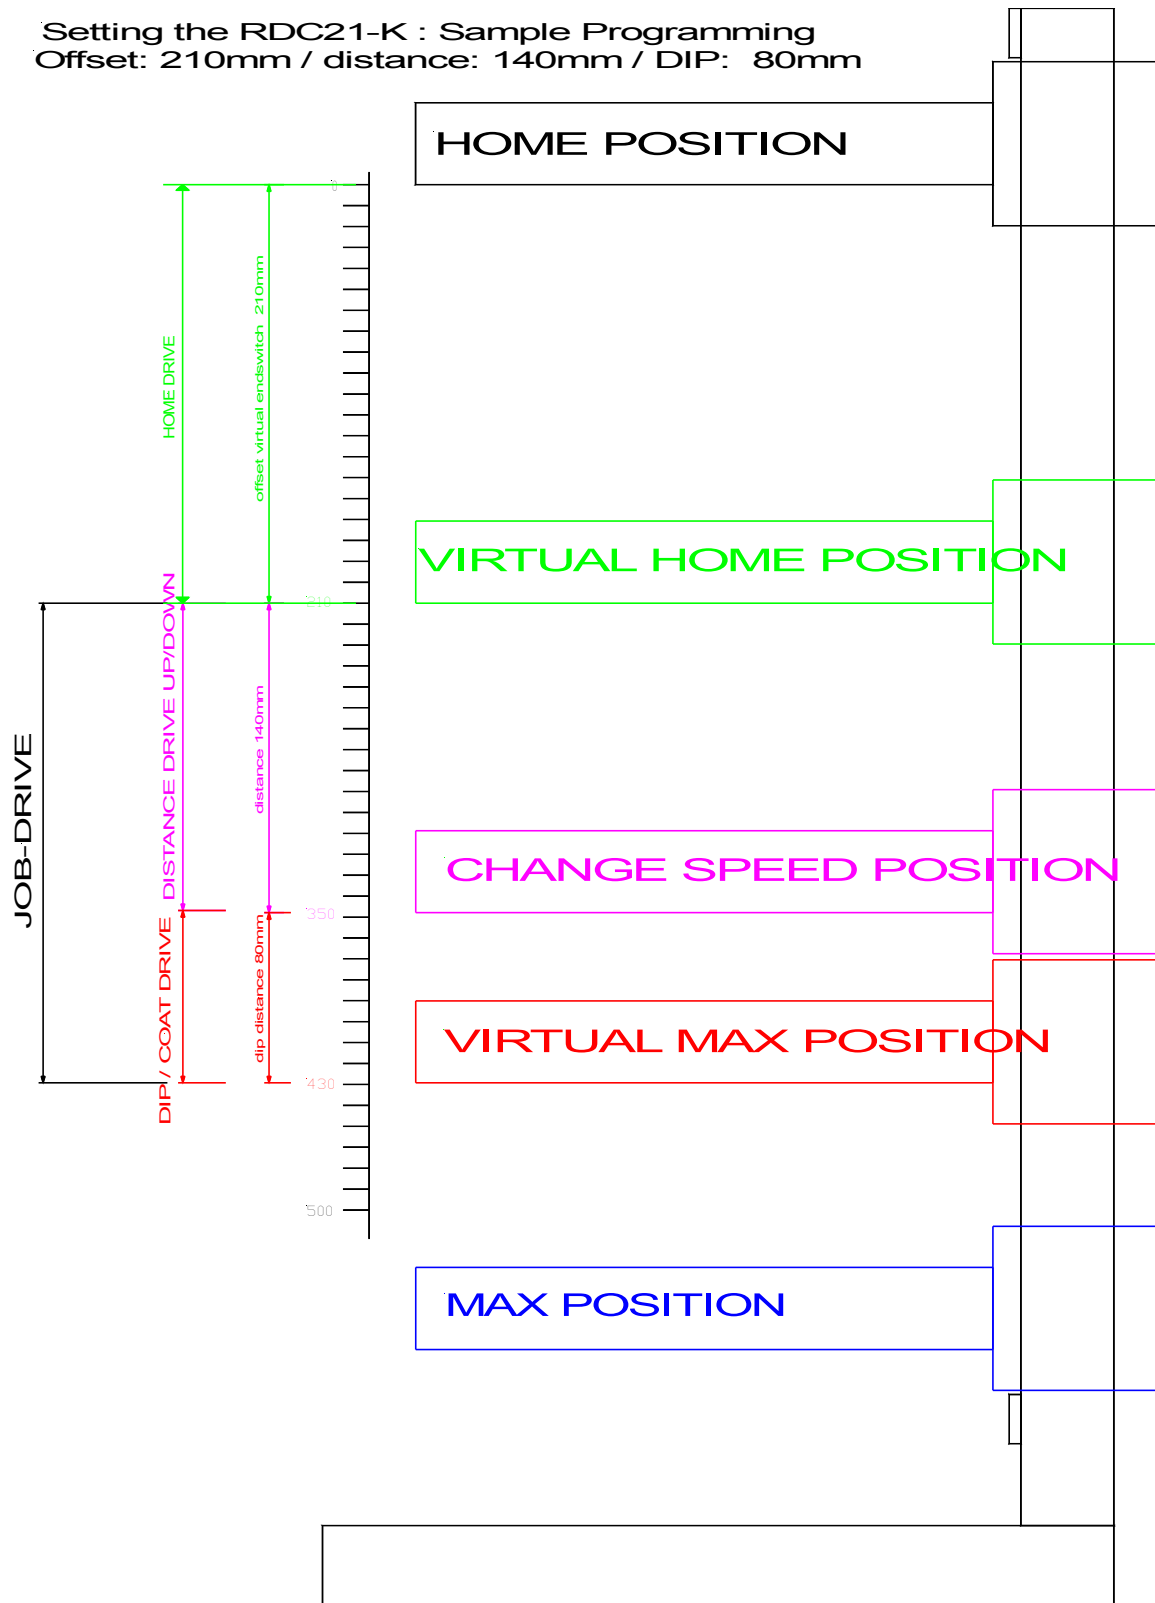 Setting the RDC21-K : Sample Programming
Offset: 210mm / distance: 140mm / DIP: 80mm
HOME POSITION
0
HOME DRIVE
offset virtual endswitch 210mm
VIRTUAL HOME POSITION
210
JOB-DRIVE
DISTANCE DRIVE UP/DOWN
distance 140mm
CHANGE SPEED POSITION
350
DIP / COAT DRIVE
dip distance 80mm
VIRTUAL MAX POSITION
430
500
MAX POSITION